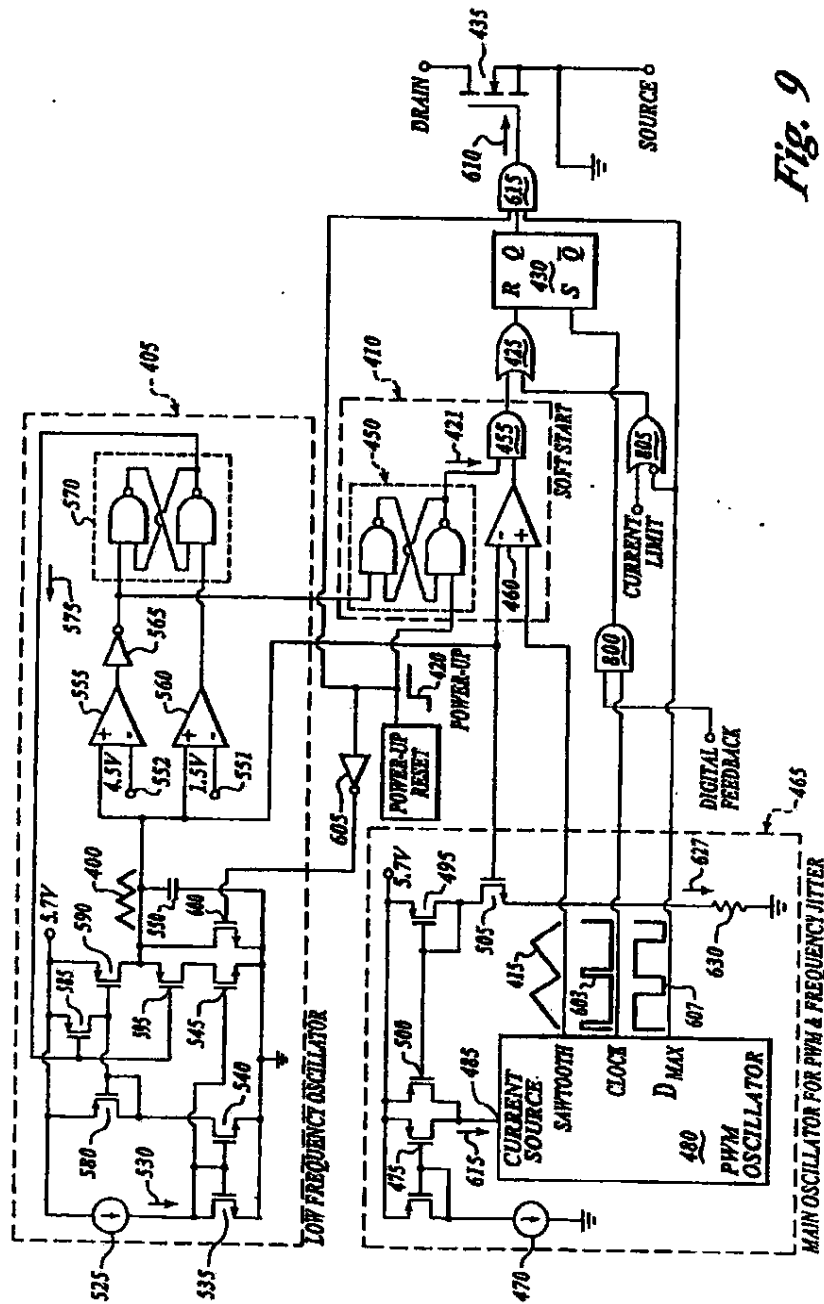 405
570
575
565
555
560
4.5V
552
1.5V
551
400
5.7V
590
585
550
600
595
545
540
580
530
525
535
LOW FREQUENCY OSCILLATOR
605
410
450
421
455
460
SOFT START
POWER-UP
RESET
420
POWER-UP
425
R Q
430
S Q
615
610
DRAIN
435
SOURCE
805
CURRENT
LIMIT
800
DIGITAL
FEEDBACK
465
5.7V
495
505
627
630
500
475
485
615
470
415
603
607
CURRENT
SOURCE
SAWTOOTH
CLOCK
DMAX
480
PWM
OSCILLATOR
MAIN OSCILLATOR FOR PWM & FREQUENCY JITTER
Fig. 9